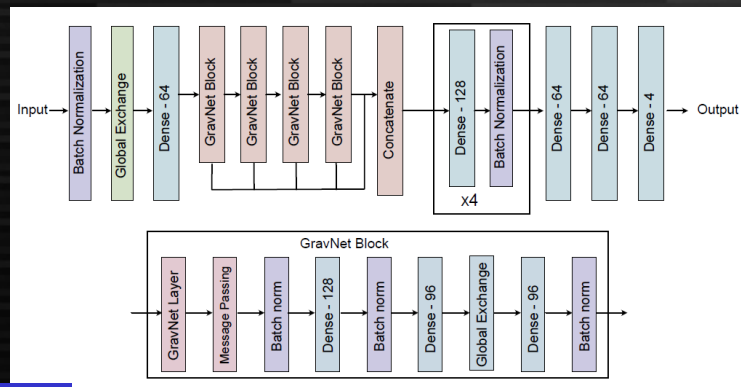 Input
Batch Normalization
Global Exchange
Dense - 64
GravNet Block
GravNet Block
GravNet Block
GravNet Block
Concatenate
Dense - 128
Batch Normalization
x4
Dense - 64
Dense - 64
Dense - 4
Output
GravNet Block
GravNet Layer
Message Passing
Batch norm
Dense - 128
Batch norm
Dense - 96
Global Exchange
Dense - 96
Batch norm